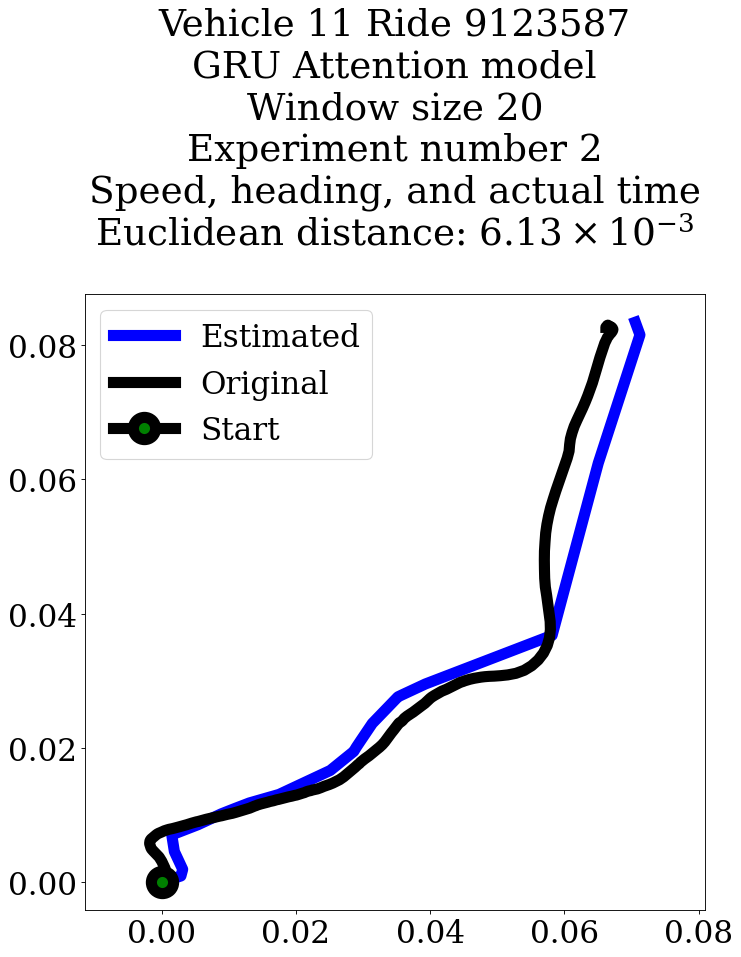 Vehicle 11 Ride 9123587
GRU Attention model
Window size 20
Experiment number 2
Speed, heading, and actual time
Euclidean distance: 6.13 × 10⁻³
Estimated
Original
Start
0.08
0.06
0.04
0.02
0.00
0.00 0.02 0.04 0.06 0.08